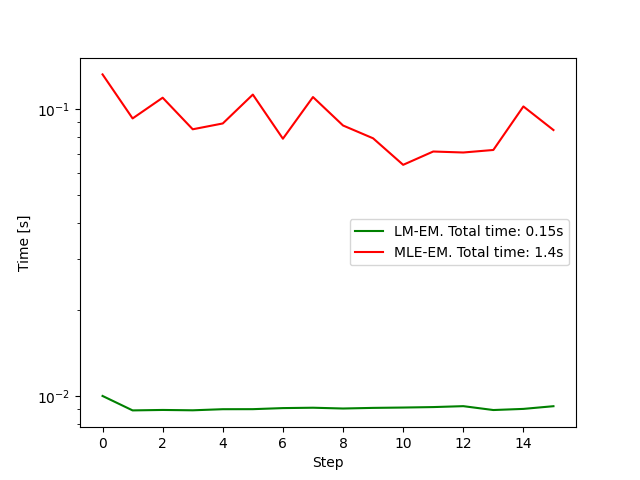 10⁻¹
10⁻²
Time [s]
LM-EM. Total time: 0.15s
MLE-EM. Total time: 1.4s
0 2 4 6 8 10 12 14
Step